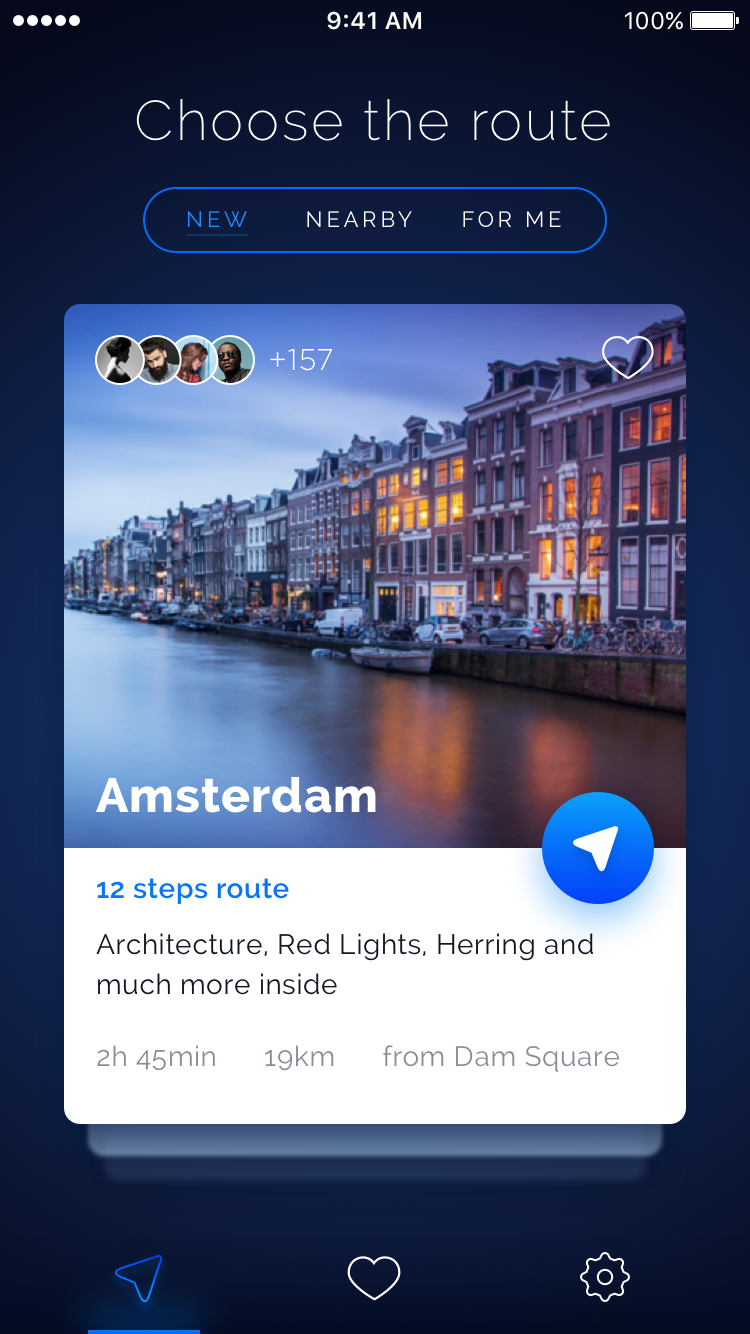 9:41 AM
100%
Choose the route
NEW NEARBY FOR ME
+157
Amsterdam
12 steps route
Architecture, Red Lights, Herring and
much more inside
2h 45min 19km from Dam Square